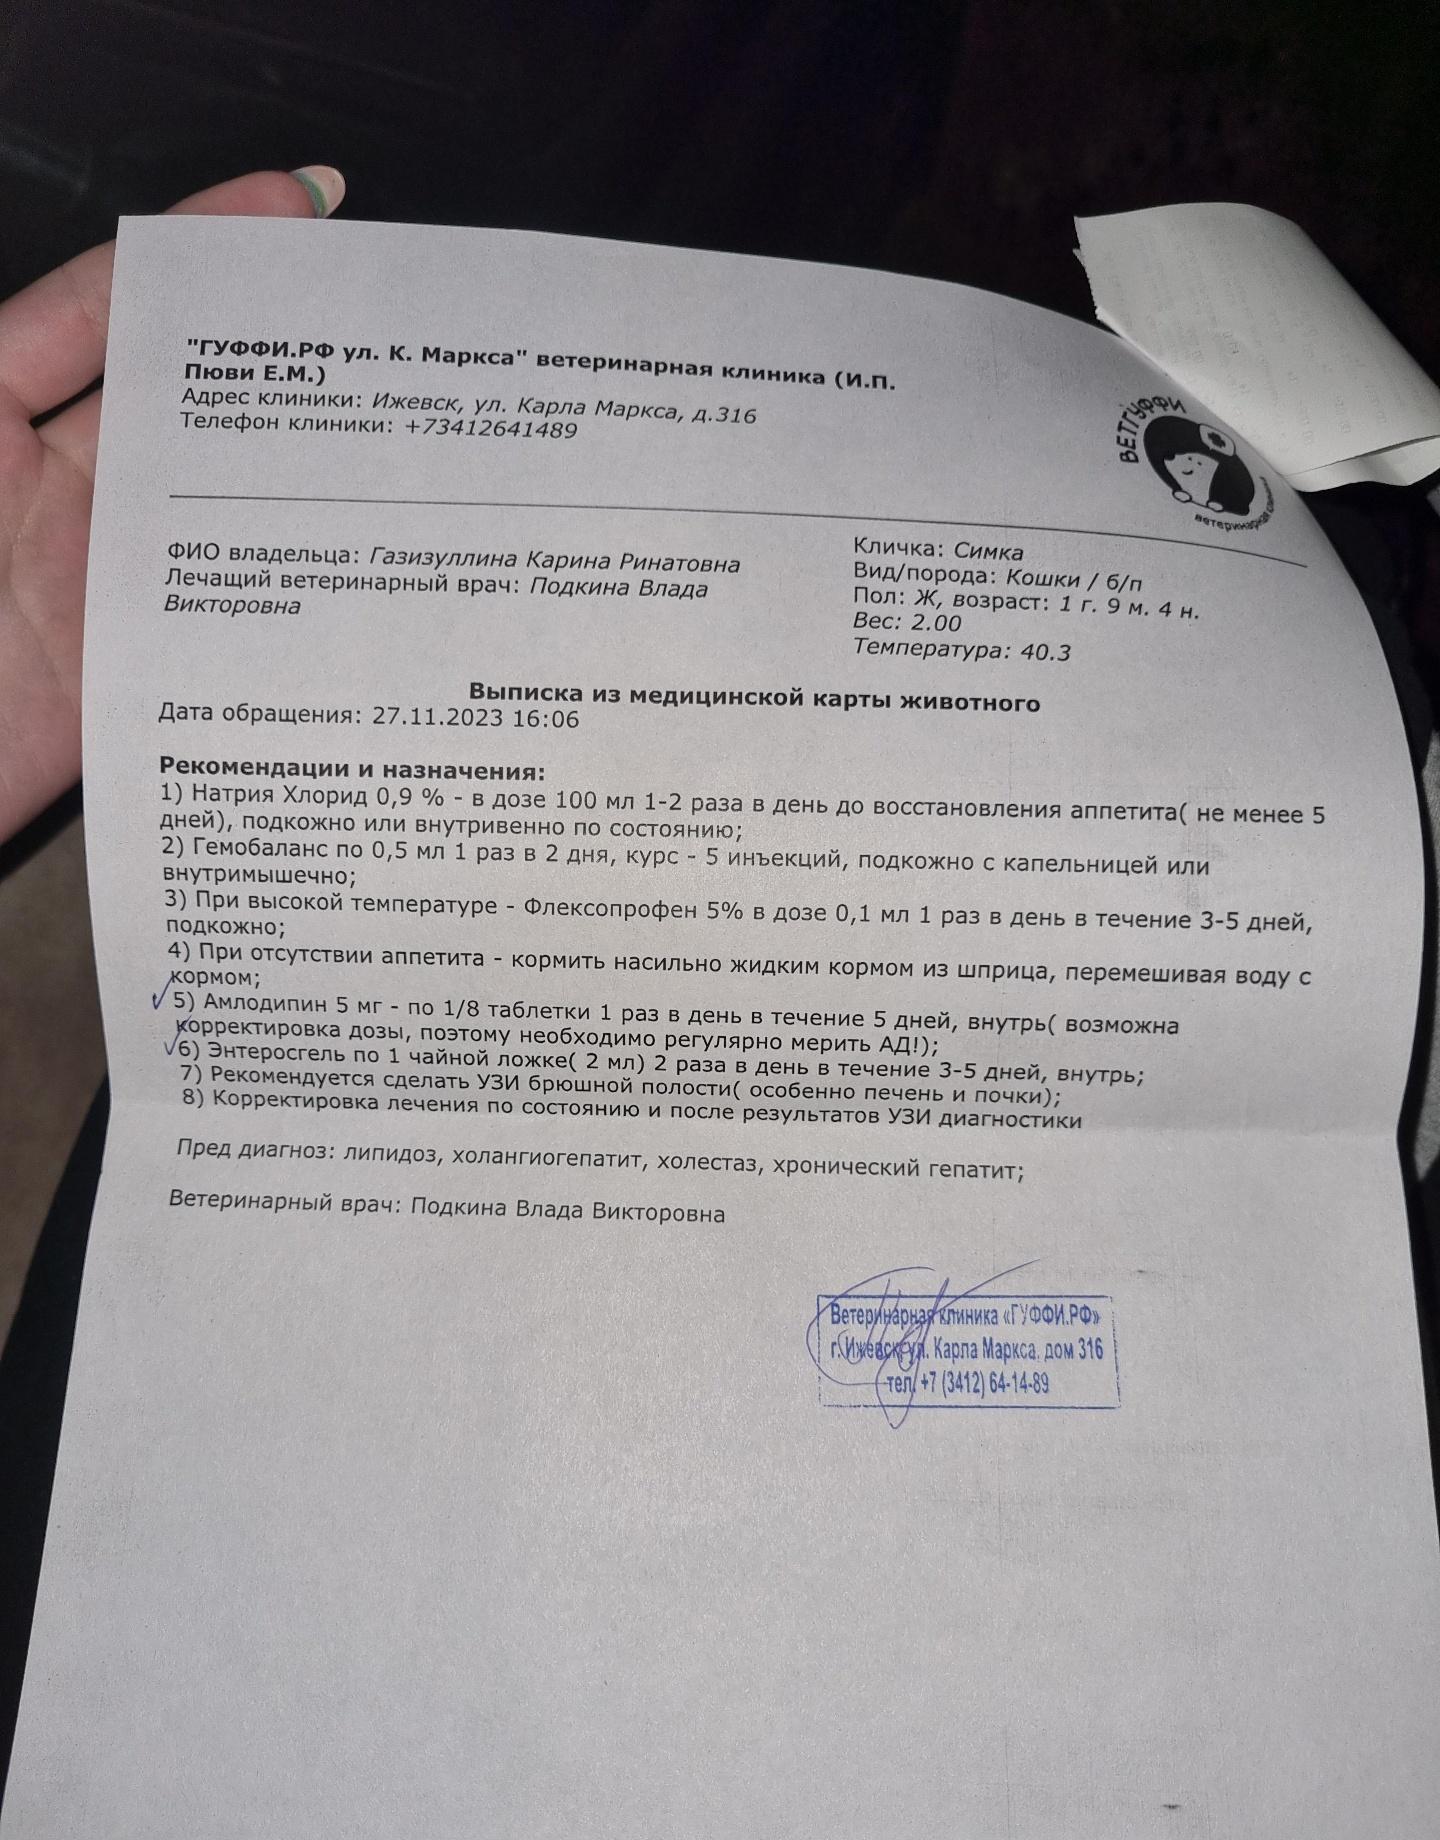 "ГУФФИ.РФ ул. К. Маркса" ветеринарная клиника (И.П.
Пюви Е.М.)
Адрес клиники: Ижевск, ул. Карла Маркса, д.316
Телефон клиники: +73412641489
ВЕТГУФФИ
ветеринарная клиника
ФИО владельца: Газизуллина Карина Ринатовна
Лечащий ветеринарный врач: Подкина Влада
Викторовна
Кличка: Симка
Вид/порода: Кошки / б/п
Пол: Ж, возраст: 1 г. 9 м. 4 н.
Вес: 2.00
Температура: 40.3
Выписка из медицинской карты животного
Дата обращения: 27.11.2023 16:06
Рекомендации и назначения:
1) Натрия Хлорид 0,9 % - в дозе 100 мл 1-2 раза в день до восстановления аппетита( не менее 5
дней), подкожно или внутривенно по состоянию;
2) Гемобаланс по 0,5 мл 1 раз в 2 дня, курс - 5 инъекций, подкожно с капельницей или
внутримышечно;
3) При высокой температуре - Флексопрофен 5% в дозе 0,1 мл 1 раз в день в течение 3-5 дней,
подкожно;
4) При отсутствии аппетита - кормить насильно жидким кормом из шприца, перемешивая воду с
кормом;
5) Амлодипин 5 мг - по 1/8 таблетки 1 раз в день в течение 5 дней, внутрь( возможна
корректировка дозы, поэтому необходимо регулярно мерить АД!);
6) Энтеросгель по 1 чайной ложке( 2 мл) 2 раза в день в течение 3-5 дней, внутрь;
7) Рекомендуется сделать УЗИ брюшной полости( особенно печень и почки);
8) Корректировка лечения по состоянию и после результатов УЗИ диагностики
Пред диагноз: липидоз, холангиогепатит, холестаз, хронический гепатит;
Ветеринарный врач: Подкина Влада Викторовна
Ветеринарная клиника «ГУФФИ.РФ»
г. Ижевск, ул. Карла Маркса, дом 316
тел. +7 (3412) 64-14-89